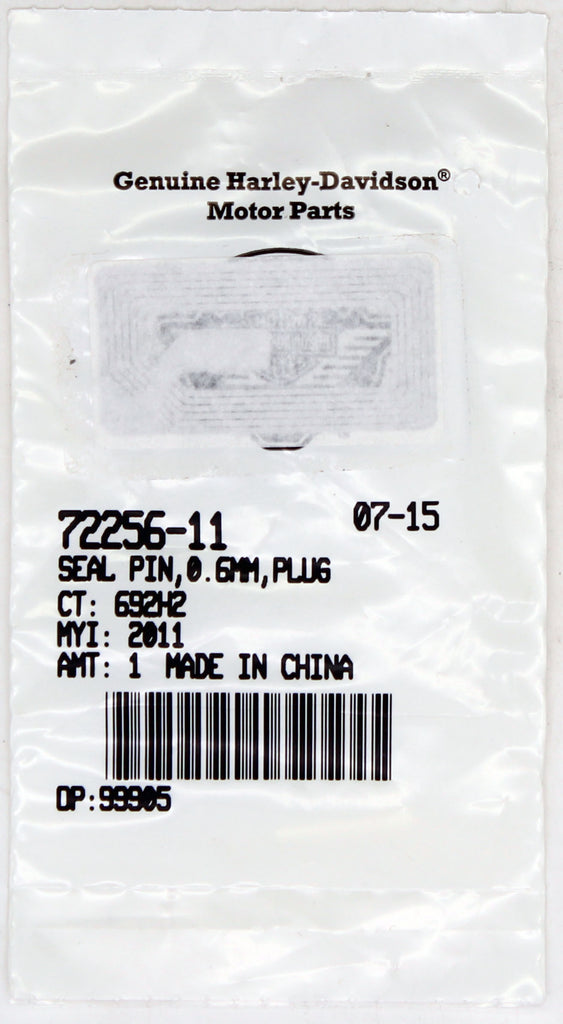 Genuine Harley-Davidson®
Motor Parts
72256-11 07-15
SEAL PIN,0.6MM,PLUG
CT: 692H2
MYI: 2011
AMT: 1 MADE IN CHINA
OP:99905